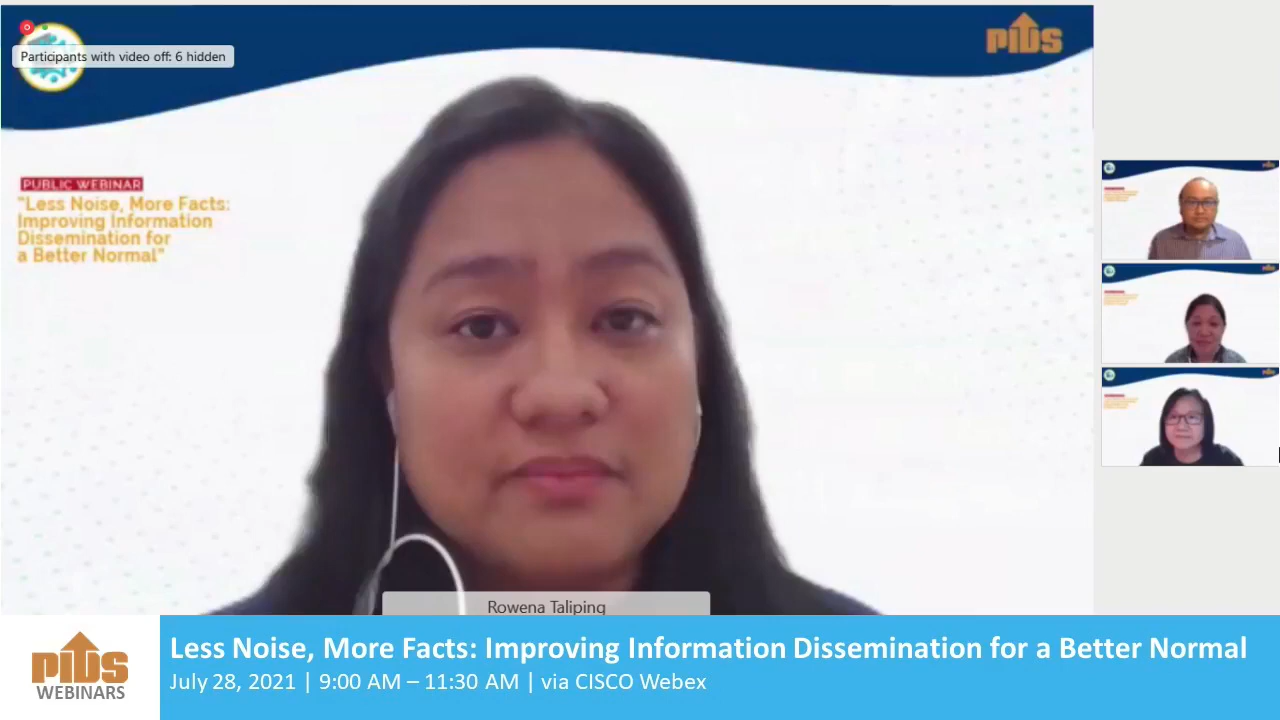 Participants with video off: 6 hidden
PIDS
PUBLIC WEBINAR
"Less Noise, More Facts:
Improving Information
Dissemination for
a Better Normal"
Rowena Taliping
PIDS
WEBINARS
Less Noise, More Facts: Improving Information Dissemination for a Better Normal
July 28, 2021 | 9:00 AM – 11:30 AM | via CISCO Webex